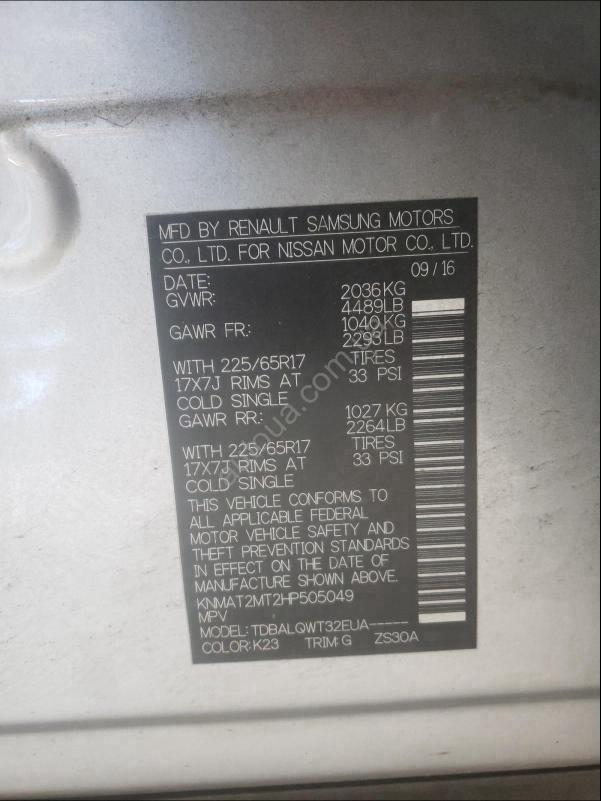 MFD BY RENAULT SAMSUNG MOTORS
CO., LTD. FOR NISSAN MOTOR CO., LTD.
DATE: 09/16
GVWR: 2036KG
4489LB
GAWR FR: 1040KG
2293LB
WITH 225/65R17 TIRES
17X7J RIMS AT 33 PSI
COLD SINGLE
GAWR RR: 1027 KG
2264LB
WITH 225/65R17 TIRES
17X7J RIMS AT 33 PSI
COLD SINGLE
THIS VEHICLE CONFORMS TO
ALL APPLICABLE FEDERAL
MOTOR VEHICLE SAFETY AND
THEFT PREVENTION STANDARDS
IN EFFECT ON THE DATE OF
MANUFACTURE SHOWN ABOVE.
KNMAT2MT2HP505049
MPV
MODEL: TDBALQWT32EUA-----
COLOR: K23 TRIM: G ZS30A